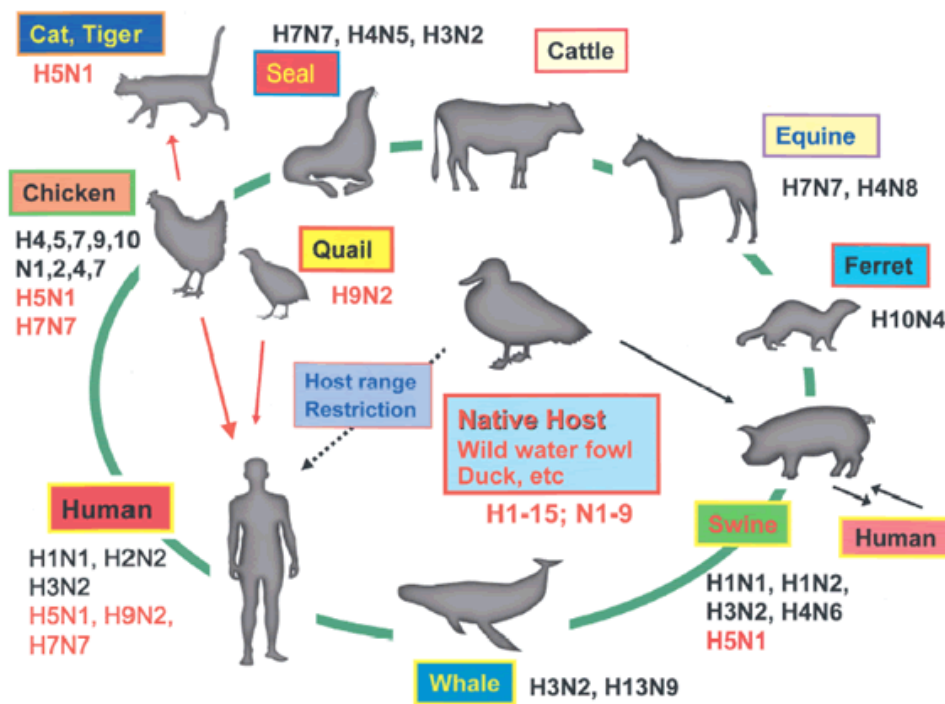 Cat, Tiger
H5N1
H7N7, H4N5, H3N2
Seal
Cattle
Equine
H7N7, H4N8
Chicken
H4,5,7,9,10
N1,2,4,7
H5N1
H7N7
Quail
H9N2
Ferret
H10N4
Host range
Restriction
Native Host
Wild water fowl
Duck, etc
H1-15; N1-9
Human
H1N1, H2N2
H3N2
H5N1, H9N2,
H7N7
Swine
Human
H1N1, H1N2,
H3N2, H4N6
H5N1
Whale
H3N2, H13N9